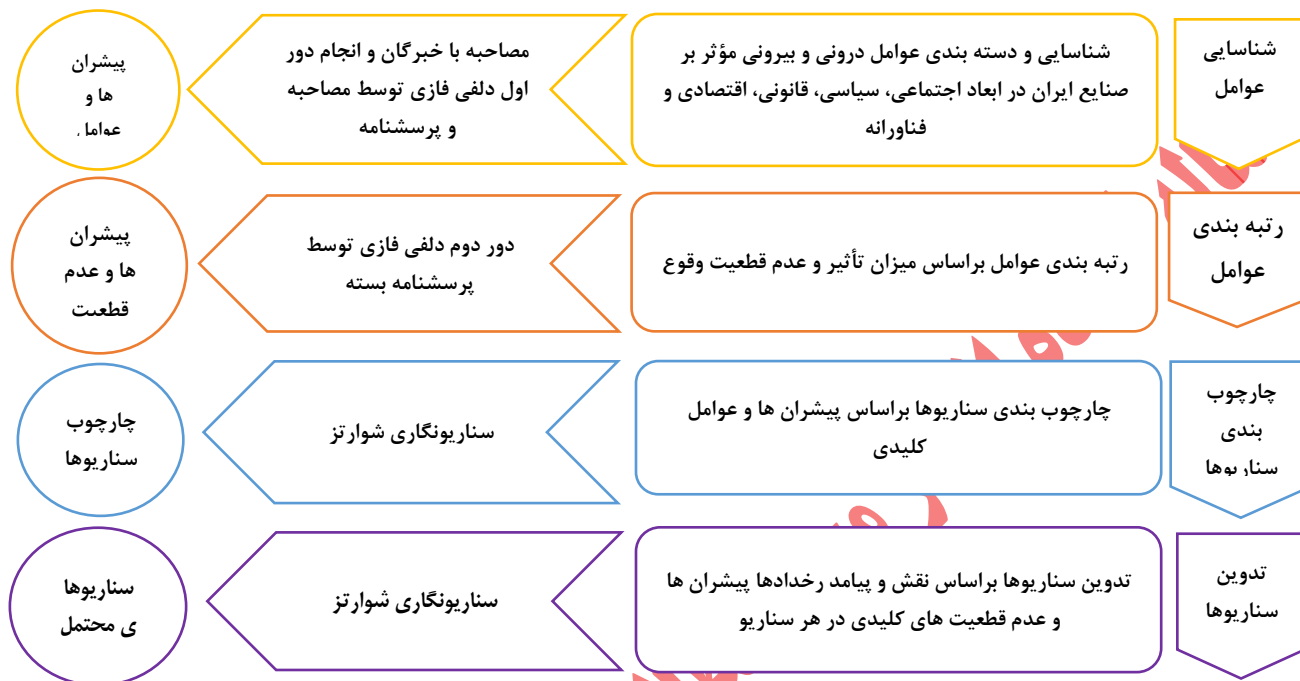 شناسایی
عوامل
شناسایی و دسته بندی عوامل درونی و بیرونی مؤثر بر
صنایع ایران در ابعاد اجتماعی، سیاسی، قانونی، اقتصادی و
فناورانه
مصاحبه با خبرگان و انجام دور
اول دلفی فازی توسط مصاحبه
و پرسشنامه
پیشران
ها و
عوامل
رتبه بندی
عوامل
رتبه بندی عوامل براساس میزان تأثیر و عدم قطعیت وقوع
دور دوم دلفی فازی توسط
پرسشنامه بسته
پیشران
ها و عدم
قطعیت
چارچوب
بندی
سناریوها
چارچوب بندی سناریوها براساس پیشران ها و عوامل
کلیدی
سناریونگاری شوارتز
چارچوب
سناریوها
تدوین
سناریوها
تدوین سناریوها براساس نقش و پیامد رخدادها پیشران ها
و عدم قطعیت های کلیدی در هر سناریو
سناریونگاری شوارتز
سناریوها
ی محتمل